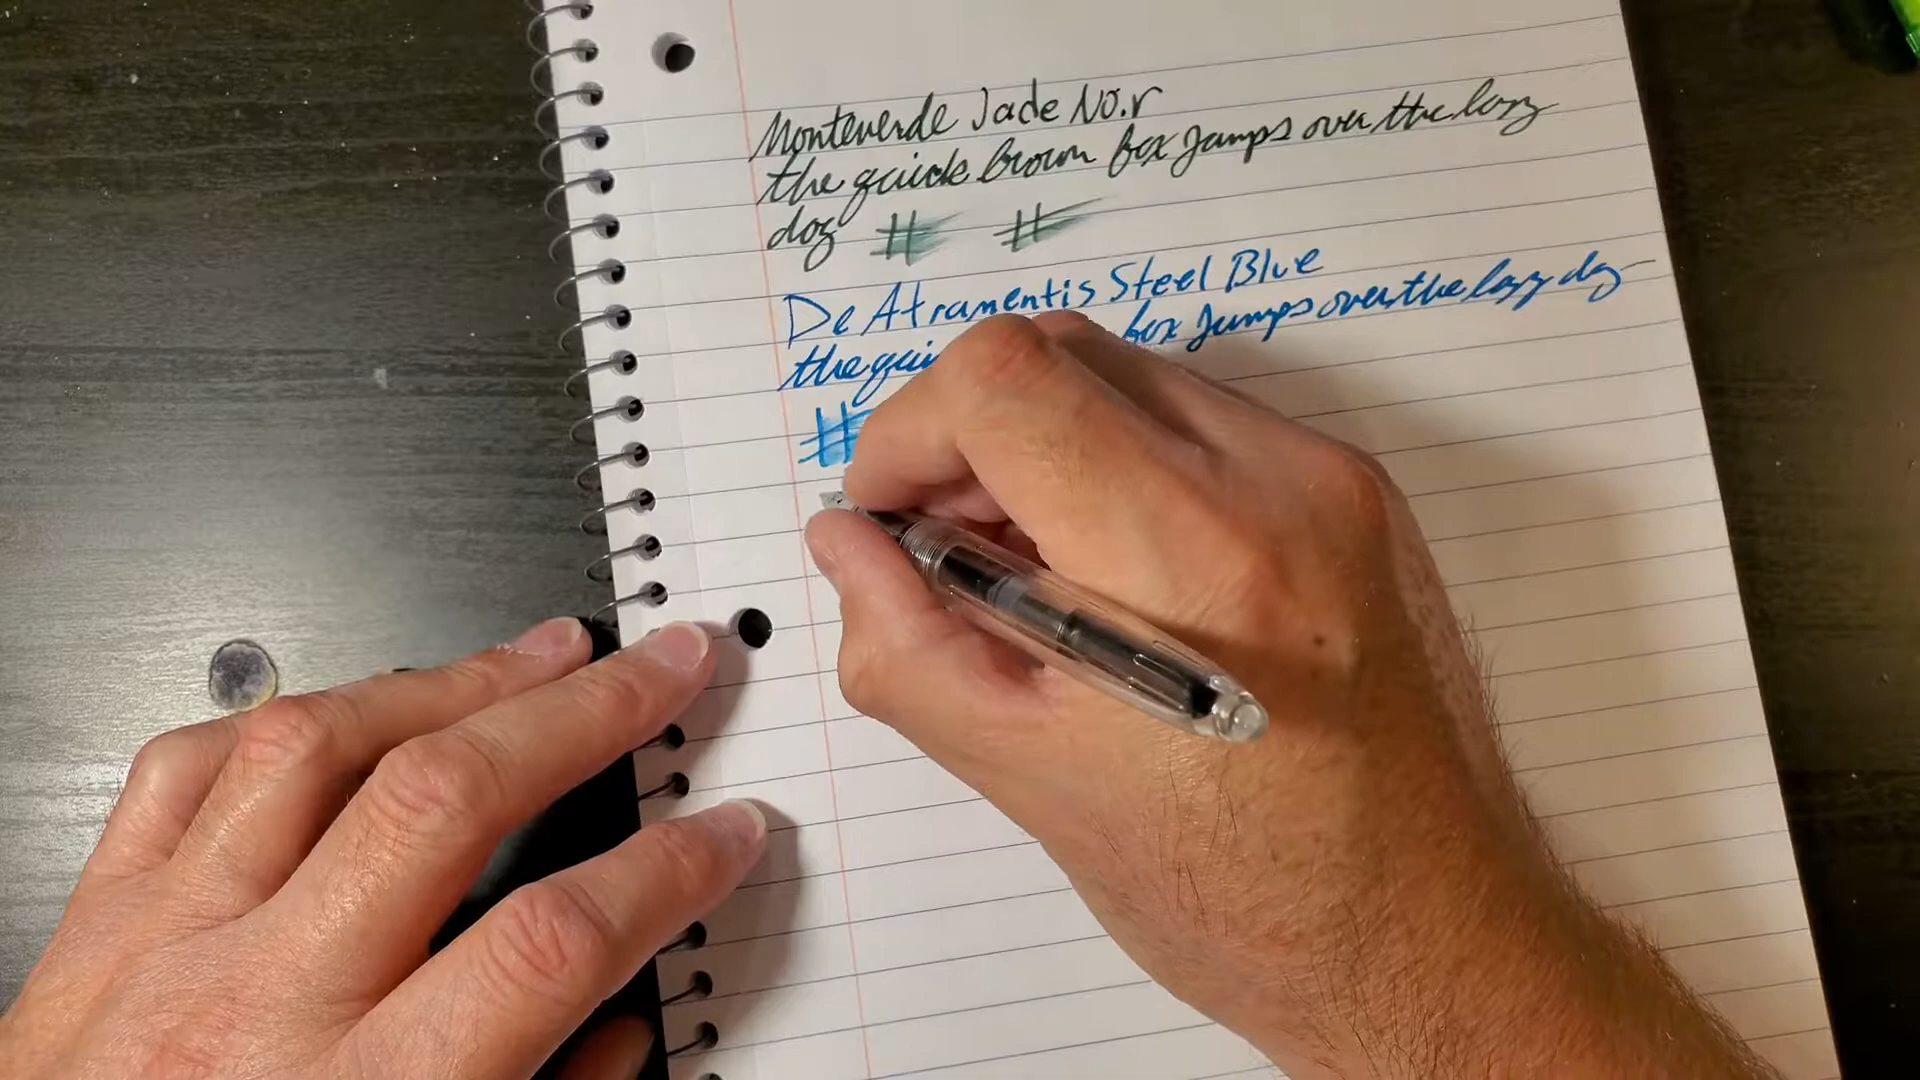 Monteverde Jade No.r
the quick brown fox jumps over the lazy
dog # #
De Atramentis Steel Blue
the qui fox jumps over the lazy dog
#